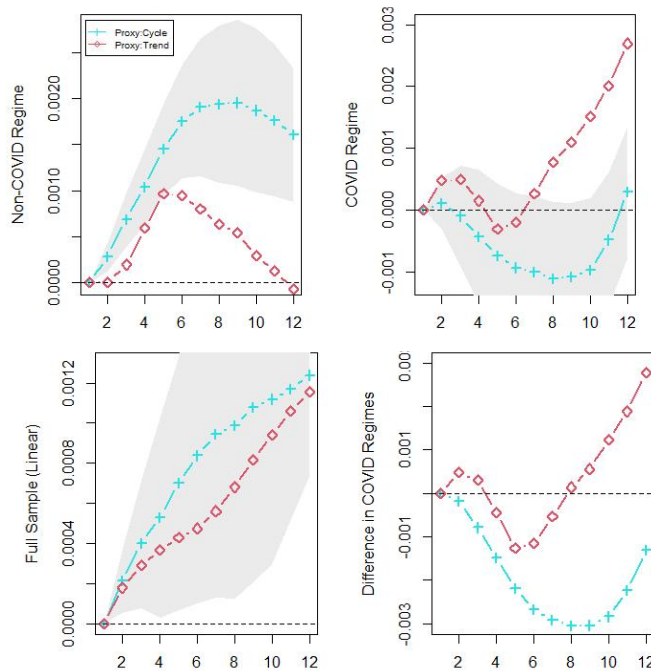 Proxy:Cycle
Proxy:Trend
Non-COVID Regime
0.0000
0.0010
0.0020
2 4 6 8 10 12
COVID Regime
-0.001
0.000
0.001
0.002
0.003
2 4 6 8 10 12
Full Sample (Linear)
0.0000
0.0004
0.0008
0.0012
2 4 6 8 10 12
Difference in COVID Regimes
-0.003
-0.001
0.001
0.00
2 4 6 8 10 12